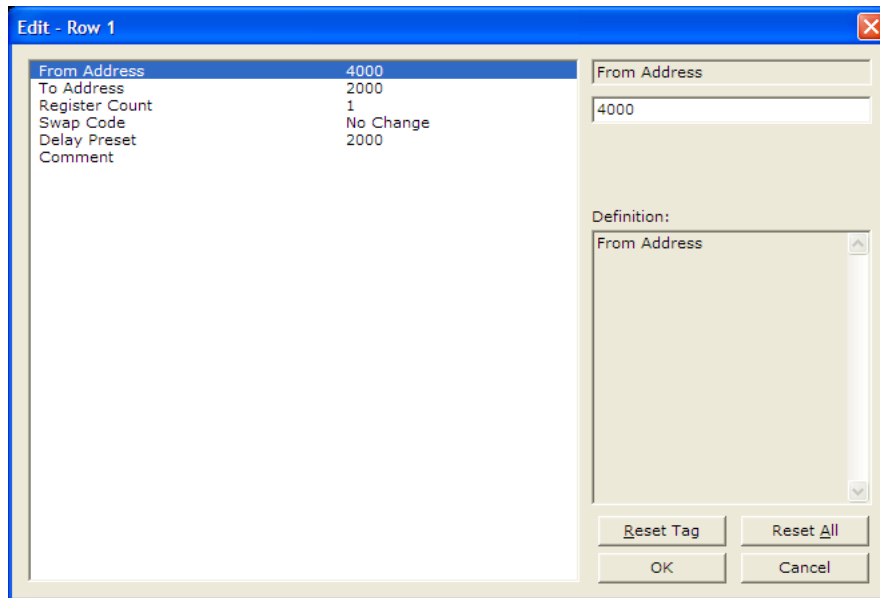 Edit - Row 1
From Address 4000
To Address 2000
Register Count 1
Swap Code No Change
Delay Preset 2000
Comment
From Address
4000
Definition:
From Address
Reset Tag Reset All
OK Cancel